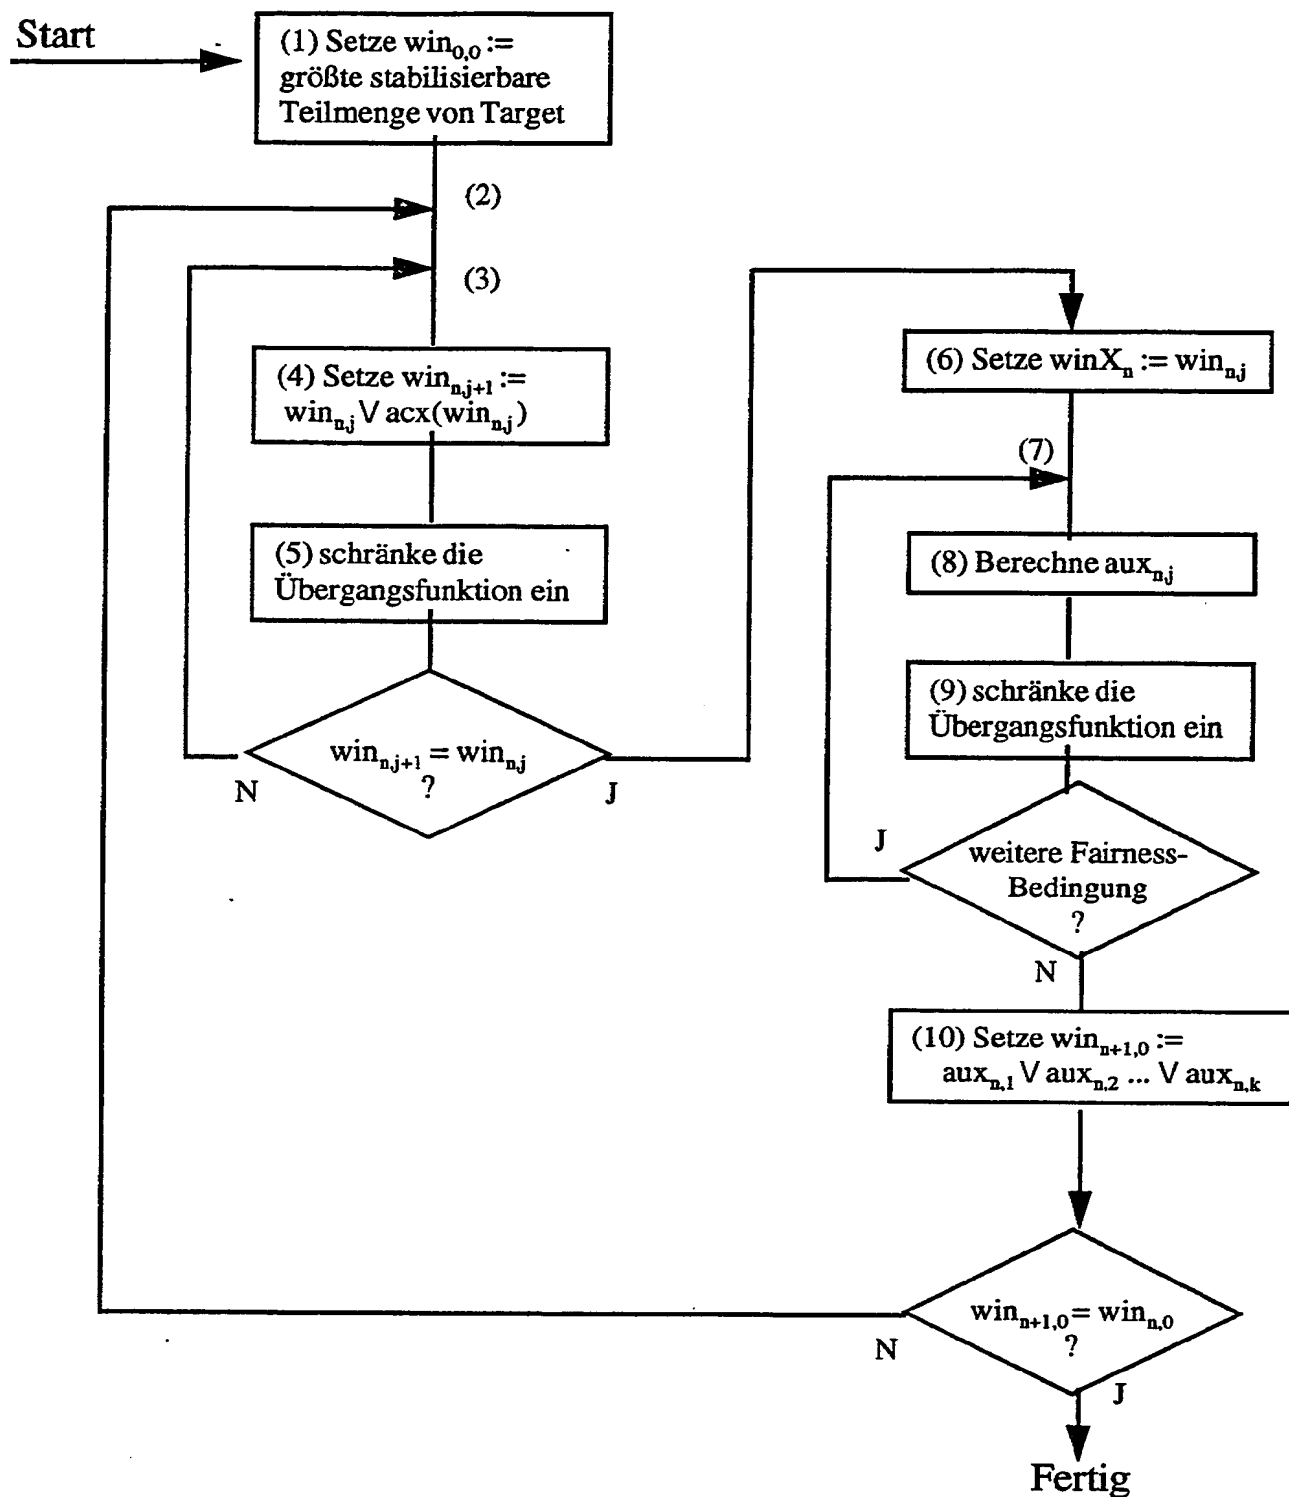 Start
(1) Setze win₀,₀ :=
größte stabilisierbare
Teilmenge von Target
(2)
(3)
(4) Setze winₙ,ⱼ₊₁ :=
winₙ,ⱼ V acx(winₙ,ⱼ)
(5) schränke die
Übergangsfunktion ein
winₙ,ⱼ₊₁ = winₙ,ⱼ
?
N
J
(6) Setze winXₙ := winₙ,ⱼ
(7)
(8) Berechne auxₙ,ⱼ
(9) schränke die
Übergangsfunktion ein
J
weitere Fairness-
Bedingung
?
N
(10) Setze winₙ₊₁,₀ :=
auxₙ,₁ V auxₙ,₂ ... V auxₙ,ₖ
winₙ₊₁,₀ = winₙ,₀
?
N
J
Fertig